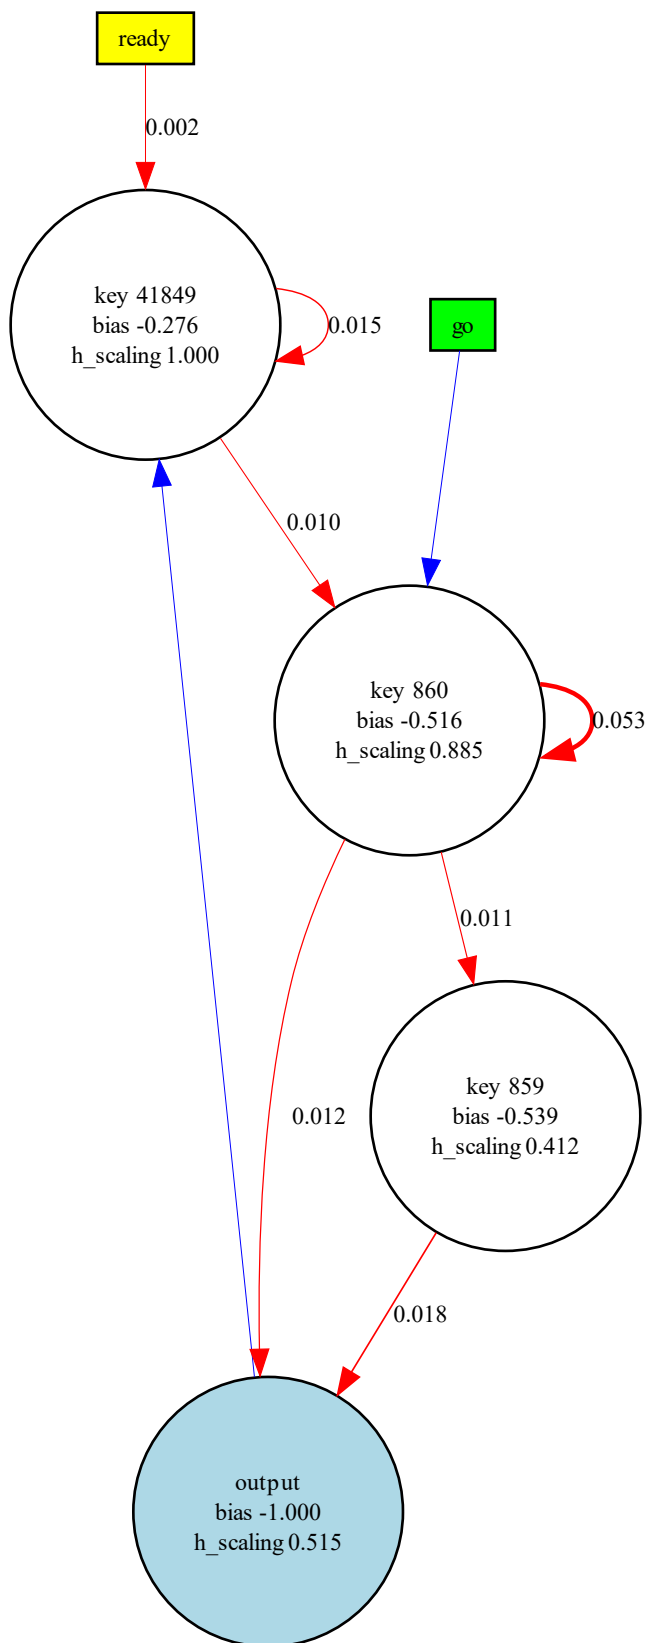 ready
0.002
key 41849
bias -0.276
h_scaling 1.000
0.015
go
0.010
key 860
bias -0.516
h_scaling 0.885
0.053
0.011
key 859
bias -0.539
h_scaling 0.412
0.012
0.018
output
bias -1.000
h_scaling 0.515